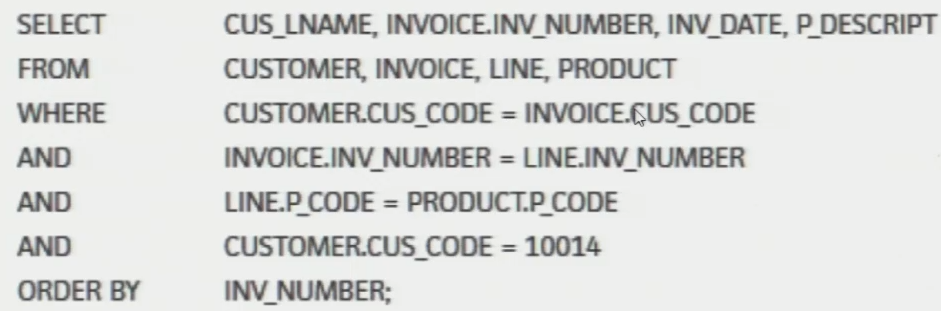 SELECT CUS_LNAME, INVOICE.INV_NUMBER, INV_DATE, P_DESCRIPT
FROM CUSTOMER, INVOICE, LINE, PRODUCT
WHERE CUSTOMER.CUS_CODE = INVOICE.CUS_CODE
AND INVOICE.INV_NUMBER = LINE.INV_NUMBER
AND LINE.P_CODE = PRODUCT.P_CODE
AND CUSTOMER.CUS_CODE = 10014
ORDER BY INV_NUMBER;